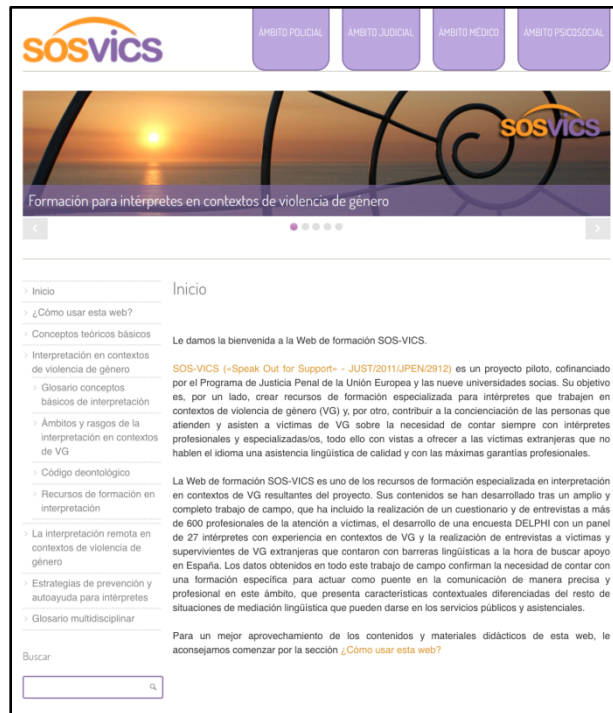 sosvics
ÁMBITO POLICIAL
ÁMBITO JUDICIAL
ÁMBITO MÉDICO
ÁMBITO PSICOSOCIAL
sosvics
Formación para intérpretes en contextos de violencia de género
Inicio
¿Cómo usar esta web?
Conceptos teóricos básicos
Interpretación en contextos
de violencia de género
Glosario conceptos
básicos de interpretación
Ámbitos y rasgos de la
interpretación en contextos
de VG
Código deontológico
Recursos de formación en
interpretación
La interpretación remota en
contextos de violencia de
género
Estrategias de prevención y
autoayuda para intérpretes
Glosario multidisciplinar
Buscar
Inicio
Le damos la bienvenida a la Web de formación SOS-VICS.
SOS-VICS («Speak Out for Support» - JUST/2011/JPEN/2912) es un proyecto piloto, cofinanciado
por el Programa de Justicia Penal de la Unión Europea y las nueve universidades socias. Su objetivo
es, por un lado, crear recursos de formación especializada para intérpretes que trabajen en
contextos de violencia de género (VG) y, por otro, contribuir a la concienciación de las personas que
atienden y asisten a víctimas de VG sobre la necesidad de contar siempre con intérpretes
profesionales y especializadas/os, todo ello con vistas a ofrecer a las víctimas extranjeras que no
hablen el idioma una asistencia lingüística de calidad y con las máximas garantías profesionales.
La Web de formación SOS-VICS es uno de los recursos de formación especializada en interpretación
en contextos de VG resultantes del proyecto. Sus contenidos se han desarrollado tras un amplio y
completo trabajo de campo, que ha incluido la realización de un cuestionario y de entrevistas a más
de 600 profesionales de la atención a víctimas, el desarrollo de una encuesta DELPHI con un panel
de 27 intérpretes con experiencia en contextos de VG y la realización de entrevistas a víctimas y
supervivientes de VG extranjeras que contaron con barreras lingüísticas a la hora de buscar apoyo
en España. Los datos obtenidos en todo este trabajo de campo confirman la necesidad de contar con
una formación específica para actuar como puente en la comunicación de manera precisa y
profesional en este ámbito, que presenta características contextuales diferenciadas del resto de
situaciones de mediación lingüística que pueden darse en los servicios públicos y asistenciales.
Para un mejor aprovechamiento de los contenidos y materiales didácticos de esta web, le
aconsejamos comenzar por la sección ¿Cómo usar esta web?